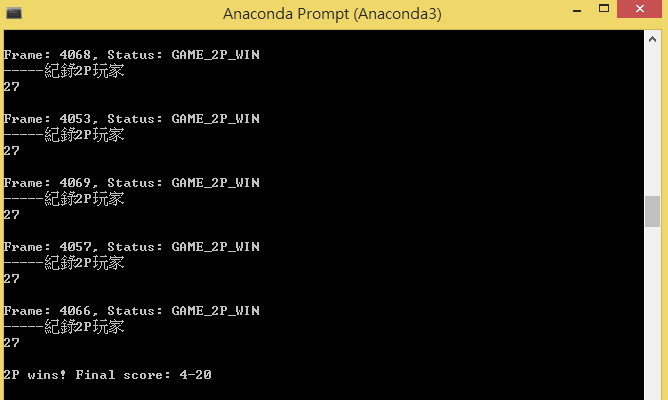 Anaconda Prompt (Anaconda3)
Frame: 4068, Status: GAME_2P_WIN
-----紀錄2P玩家
27
Frame: 4053, Status: GAME_2P_WIN
-----紀錄2P玩家
27
Frame: 4069, Status: GAME_2P_WIN
-----紀錄2P玩家
27
Frame: 4057, Status: GAME_2P_WIN
-----紀錄2P玩家
27
Frame: 4066, Status: GAME_2P_WIN
-----紀錄2P玩家
27
2P wins! Final score: 4-20